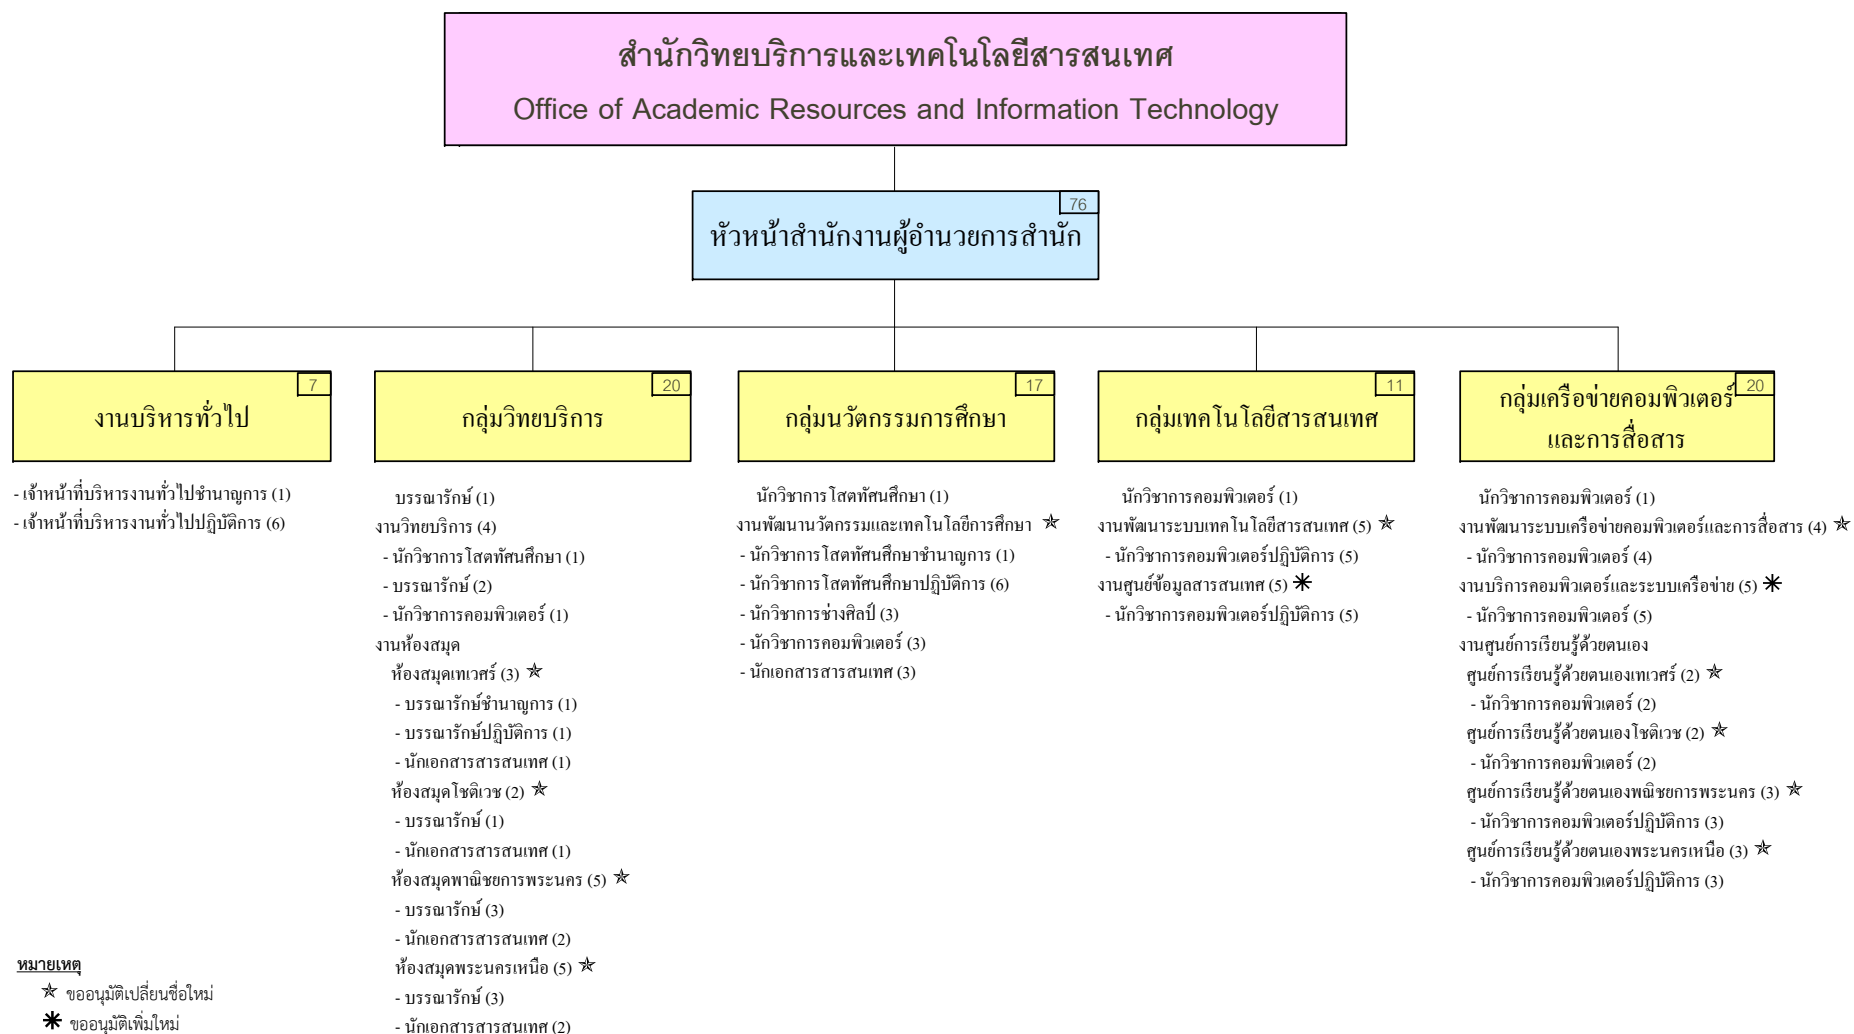 สำนักวิทยบริการและเทคโนโลยีสารสนเทศ
Office of Academic Resources and Information Technology
76
หัวหน้าสำนักงานผู้อำนวยการสำนัก
7
งานบริหารทั่วไป
- เจ้าหน้าที่บริหารงานทั่วไปชำนาญการ (1)
- เจ้าหน้าที่บริหารงานทั่วไปปฏิบัติการ (6)
20
กลุ่มวิทยบริการ
บรรณารักษ์ (1)
งานวิทยบริการ (4)
- นักวิชาการโสตทัศนศึกษา (1)
- บรรณารักษ์ (2)
- นักวิชาการคอมพิวเตอร์ (1)
งานห้องสมุด
ห้องสมุดเทเวศร์ (3) ✯
- บรรณารักษ์ชำนาญการ (1)
- บรรณารักษ์ปฏิบัติการ (1)
- นักเอกสารสารสนเทศ (1)
ห้องสมุดโชติเวช (2) ✯
- บรรณารักษ์ (1)
- นักเอกสารสารสนเทศ (1)
ห้องสมุดพาณิชยการพระนคร (5) ✯
- บรรณารักษ์ (3)
- นักเอกสารสารสนเทศ (2)
ห้องสมุดพระนครเหนือ (5) ✯
- บรรณารักษ์ (3)
- นักเอกสารสารสนเทศ (2)
17
กลุ่มนวัตกรรมการศึกษา
นักวิชาการโสตทัศนศึกษา (1)
งานพัฒนานวัตกรรมและเทคโนโลยีการศึกษา ✯
- นักวิชาการโสตทัศนศึกษาชำนาญการ (1)
- นักวิชาการโสตทัศนศึกษาปฏิบัติการ (6)
- นักวิชาการช่างศิลป์ (3)
- นักวิชาการคอมพิวเตอร์ (3)
- นักเอกสารสารสนเทศ (3)
11
กลุ่มเทคโนโลยีสารสนเทศ
นักวิชาการคอมพิวเตอร์ (1)
งานพัฒนาระบบเทคโนโลยีสารสนเทศ (5) ✯
- นักวิชาการคอมพิวเตอร์ปฏิบัติการ (5)
งานศูนย์ข้อมูลสารสนเทศ (5) ✳
- นักวิชาการคอมพิวเตอร์ปฏิบัติการ (5)
20
กลุ่มเครือข่ายคอมพิวเตอร์
และการสื่อสาร
นักวิชาการคอมพิวเตอร์ (1)
งานพัฒนาระบบเครือข่ายคอมพิวเตอร์และการสื่อสาร (4) ✯
- นักวิชาการคอมพิวเตอร์ (4)
งานบริการคอมพิวเตอร์และระบบเครือข่าย (5) ✳
- นักวิชาการคอมพิวเตอร์ (5)
งานศูนย์การเรียนรู้ด้วยตนเอง
ศูนย์การเรียนรู้ด้วยตนเองเทเวศร์ (2) ✯
- นักวิชาการคอมพิวเตอร์ (2)
ศูนย์การเรียนรู้ด้วยตนเองโชติเวช (2) ✯
- นักวิชาการคอมพิวเตอร์ (2)
ศูนย์การเรียนรู้ด้วยตนเองพณิชยการพระนคร (3) ✯
- นักวิชาการคอมพิวเตอร์ปฏิบัติการ (3)
ศูนย์การเรียนรู้ด้วยตนเองพระนครเหนือ (3) ✯
- นักวิชาการคอมพิวเตอร์ปฏิบัติการ (3)
หมายเหตุ
✯ ขออนุมัติเปลี่ยนชื่อใหม่
✳ ขออนุมัติเพิ่มใหม่